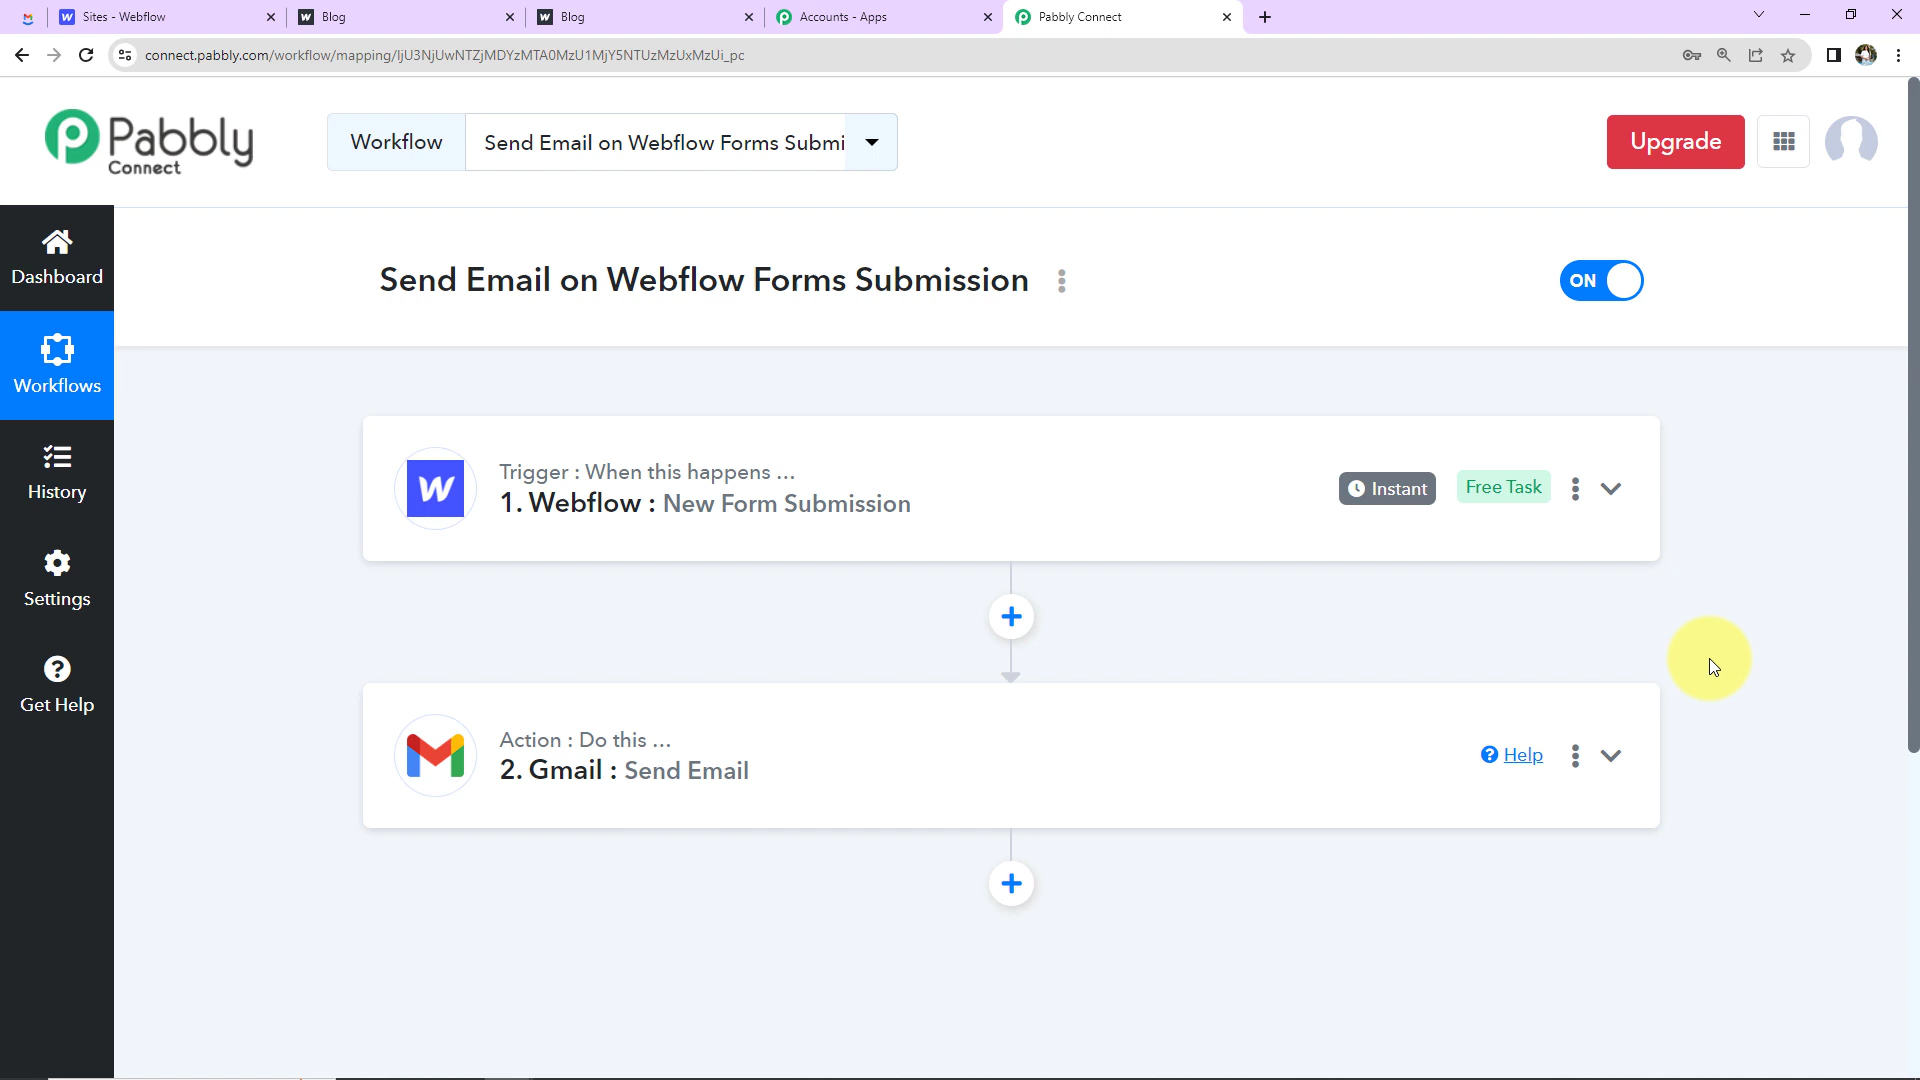 Sites - Webflow
Blog
Blog
Accounts - Apps
Pabbly Connect
connect.pabbly.com/workflow/mapping/IjU3NjUwNTZjMDYzMTA0MzU1MjY5NTUzMzUxMzUi_pc
Pabbly
Connect
Workflow
Send Email on Webflow Forms Submi
Upgrade
Dashboard
Workflows
History
Settings
Get Help
Send Email on Webflow Forms Submission
ON
Trigger : When this happens ...
1. Webflow : New Form Submission
Instant
Free Task
Action : Do this ...
2. Gmail : Send Email
Help